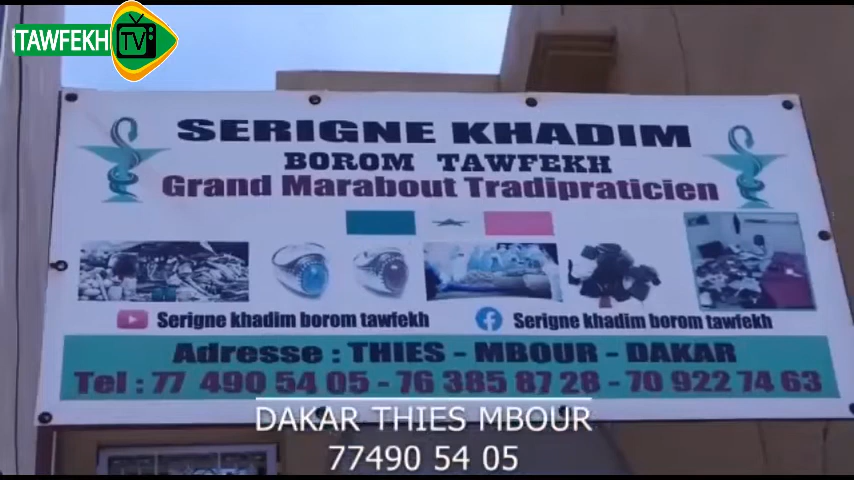 TAWFEKH TV
SERIGNE KHADIM
BOROM TAWFEKH
Grand Marabout Tradipraticien
Serigne khadim borom tawfekh
Serigne khadim borom tawfekh
Adresse : THIES - MBOUR - DAKAR
Tel : 77 490 54 05 - 76 385 87 28 - 70 922 74 63
DAKAR THIES MBOUR
77490 54 05